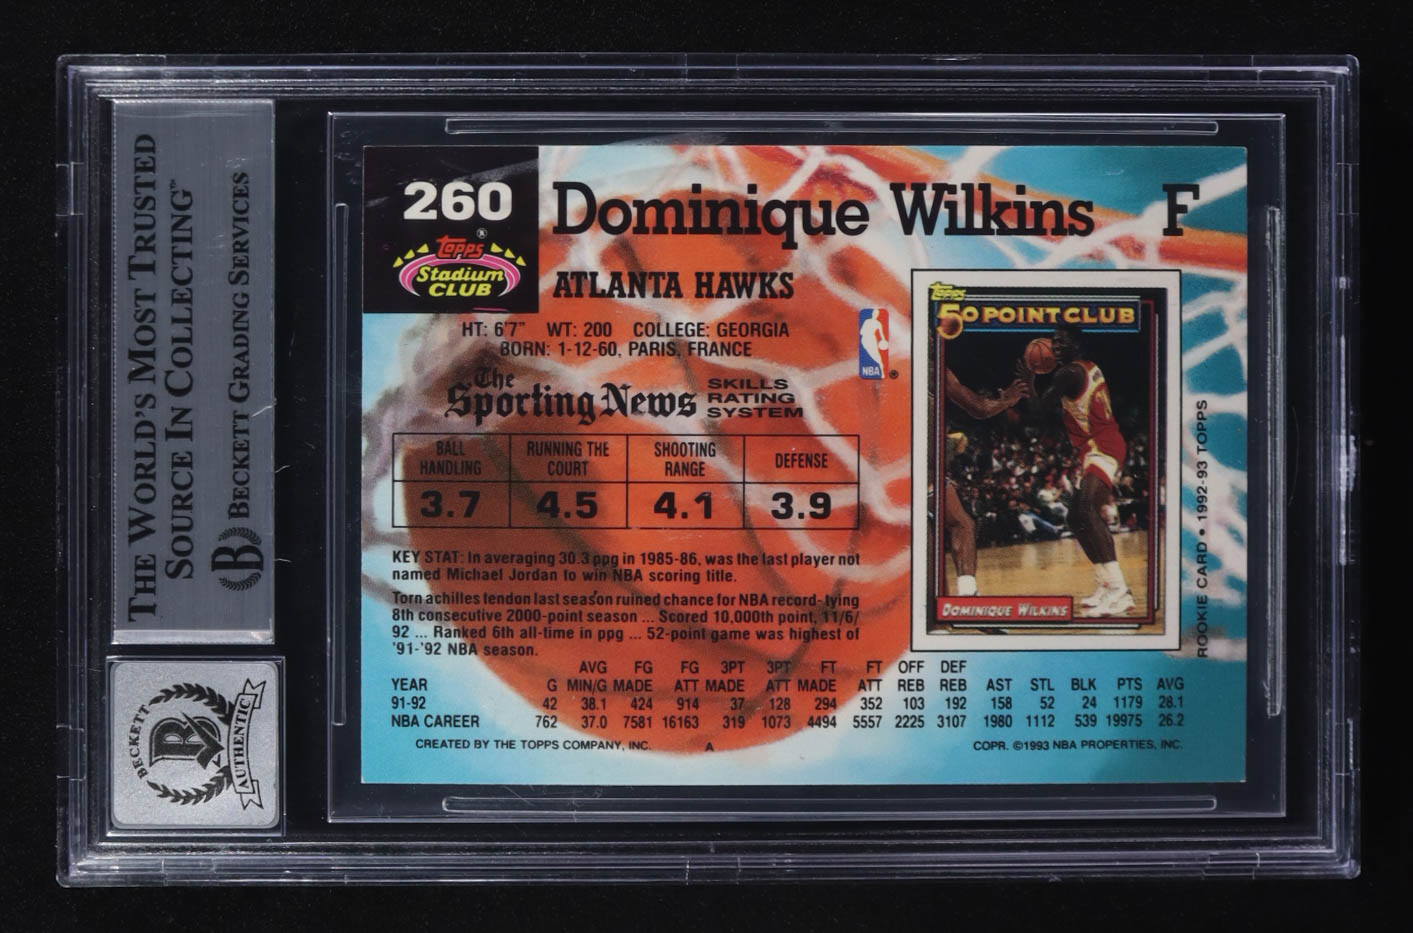 THE WORLD'S MOST TRUSTED
SOURCE IN COLLECTING™
BECKETT GRADING SERVICES
B
BECKETT
B
AUTHENTIC
260
Dominique Wilkins F
Topps®
Stadium
CLUB
ATLANTA HAWKS
HT: 6'7" WT: 200 COLLEGE: GEORGIA
BORN: 1-12-60, PARIS, FRANCE
NBA ®
The
Sporting News
SKILLS
RATING
SYSTEM
BALL HANDLING RUNNING THE COURT SHOOTING RANGE DEFENSE
3.7 4.5 4.1 3.9
KEY STAT: In averaging 30.3 ppg in 1985-86, was the last player not
named Michael Jordan to win NBA scoring title.
Torn achilles tendon last season ruined chance for NBA record-tying
8th consecutive 2000-point season ... Scored 10,000th point, 11/6/
92 ... Ranked 6th all-time in ppg ... 52-point game was highest of
'91-'92 NBA season.
Topps
50 POINT CLUB
DOMINIQUE WILKINS
ROOKIE CARD • 1992-93 TOPPS
AVG FG FG 3PT 3PT FT FT OFF DEF
YEAR G MIN/G MADE ATT MADE ATT MADE ATT REB REB AST STL BLK PTS AVG
91-92 42 38.1 424 914 37 128 294 352 103 192 158 52 24 1179 28.1
NBA CAREER 762 37.0 7581 16163 319 1073 4494 5557 2225 3107 1980 1112 539 19975 26.2
CREATED BY THE TOPPS COMPANY, INC. A COPR. ©1993 NBA PROPERTIES, INC.